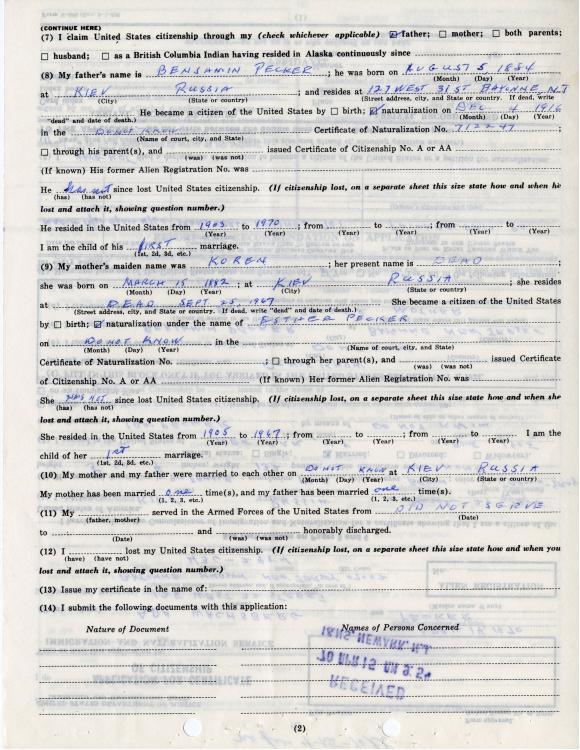 (CONTINUE HERE)
(7) I claim United States citizenship through my (check whichever applicable) ☑ father; ☐ mother; ☐ both parents;
☐ husband; ☐ as a British Columbia Indian having resided in Alaska continuously since
(8) My father's name is BENJAMIN PECKER; he was born on AUGUST 5 1884
(Month) (Day) (Year)
at KIEV RUSSIA; and resides at 127 WEST 31 ST BAYONNE, N.J
(City) (State or country) (Street address, city and State or country. If dead, write
He became a citizen of the United States by ☐ birth; ☑ naturalization on DEC 4 1916
"dead" and date of death.) (Month) (Day) (Year)
in the DO NOT KNOW Certificate of Naturalization No. 712247
(Name of court, city, and State)
☐ through his parent(s), and issued Certificate of Citizenship No. A or AA
(was) (was not)
(If known) His former Alien Registration No. was
He has not since lost United States citizenship. (If citizenship lost, on a separate sheet this size state how and when he
(has) (has not)
lost and attach it, showing question number.)
He resided in the United States from 1903 to 1970; from to; from to
(Year) (Year) (Year) (Year) (Year) (Year)
I am the child of his FIRST marriage.
(1st, 2d, 3d, etc.)
(9) My mother's maiden name was KOREN; her present name is DEAD
she was born on MARCH 15 1882; at KIEV RUSSIA; she resides
(Month) (Day) (Year) (City) (State or country)
at DEAD SEPT 25, 1967 She became a citizen of the United States
(Street address, city, and State or country. If dead, write "dead" and date of death.)
by ☐ birth; ☑ naturalization under the name of ESTHER PECKER
on DO NOT KNOW in the
(Month) (Day) (Year) (Name of court, city, and State)
Certificate of Naturalization No.; ☐ through her parent(s), and issued Certificate
(was) (was not)
of Citizenship No. A or AA (If known) Her former Alien Registration No. was
She HAS NOT since lost United States citizenship. (If citizenship lost, on a separate sheet this size state how and when she
(has) (has not)
lost and attach it, showing question number.)
She resided in the United States from 1905 to 1967; from to; from to I am the
(Year) (Year) (Year) (Year) (Year) (Year)
child of her 1st marriage.
(1st, 2d, 3d, etc.)
(10) My mother and my father were married to each other on DO NOT KNOW at KIEV RUSSIA
(Month) (Day) (Year) (City) (State or country)
My mother has been married one time(s), and my father has been married one time(s).
(1, 2, 3, etc.) (1, 2, 3, etc.)
(11) My served in the Armed Forces of the United States from DID NOT SERVE
(father, mother) (Date)
to and honorably discharged.
(Date) (was) (was not)
(12) I lost my United States citizenship. (If citizenship lost, on a separate sheet this size state how and when you
(have) (have not)
lost and attach it, showing question number.)
(13) Issue my certificate in the name of:
(14) I submit the following documents with this application:
Nature of Document Names of Persons Concerned
I&NS, NEWARK, N.J.
70 APR 15 AM 9.54
RECEIVED
(2)